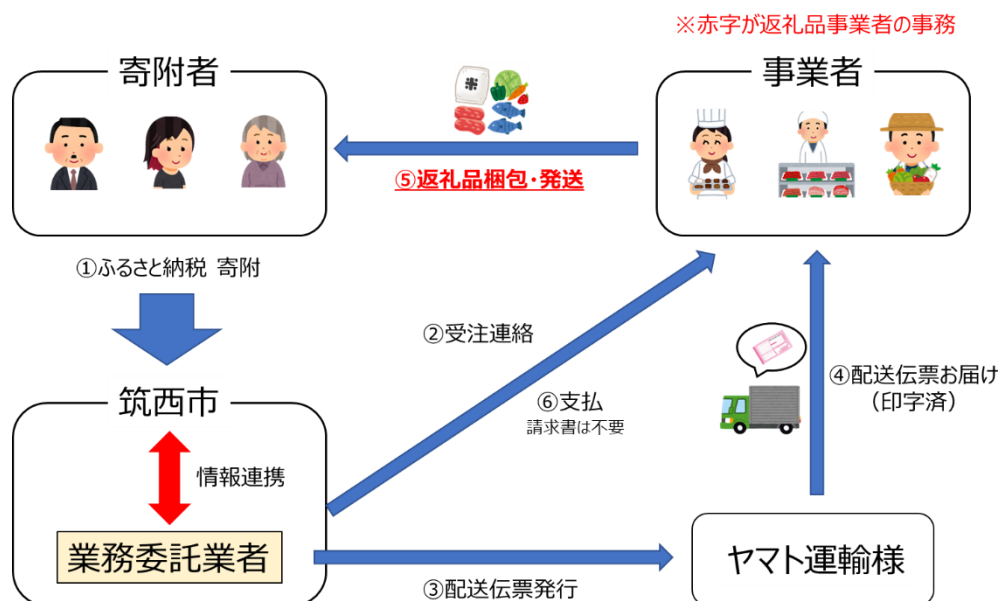 ※赤字が返礼品事業者の事務
寄附者
事業者
米
⑤返礼品梱包・発送
①ふるさと納税 寄附
②受注連絡
④配送伝票お届け
（印字済）
筑西市
⑥支払
請求書は不要
情報連携
業務委託業者
ヤマト運輸様
③配送伝票発行